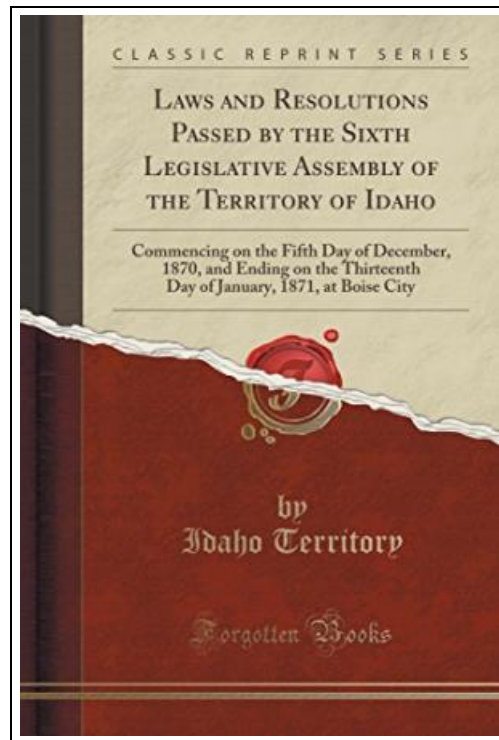 CLASSIC REPRINT SERIES
LAWS AND RESOLUTIONS
PASSED BY THE SIXTH
LEGISLATIVE ASSEMBLY OF
THE TERRITORY OF IDAHO
Commencing on the Fifth Day of December,
1870, and Ending on the Thirteenth
Day of January, 1871, at Boise City
by
Idaho Territory
Forgotten Books